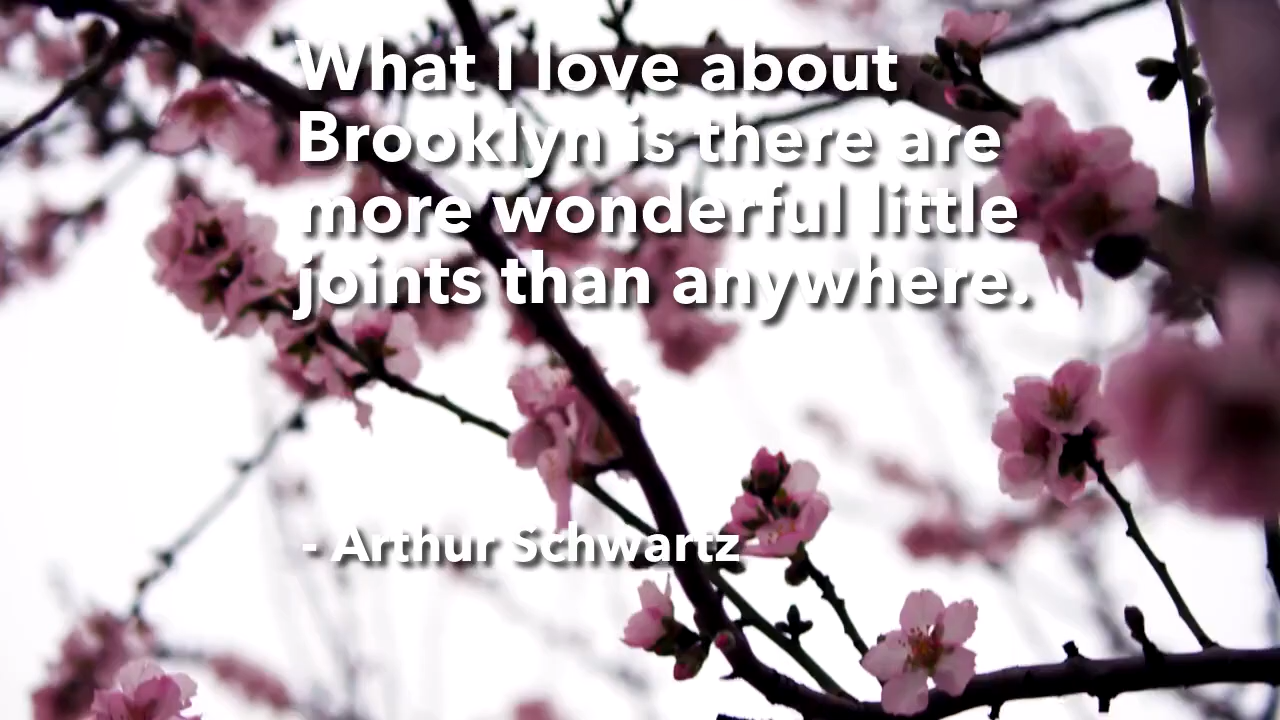 What I love about
Brooklyn is there are
more wonderful little
joints than anywhere.
- Arthur Schwartz